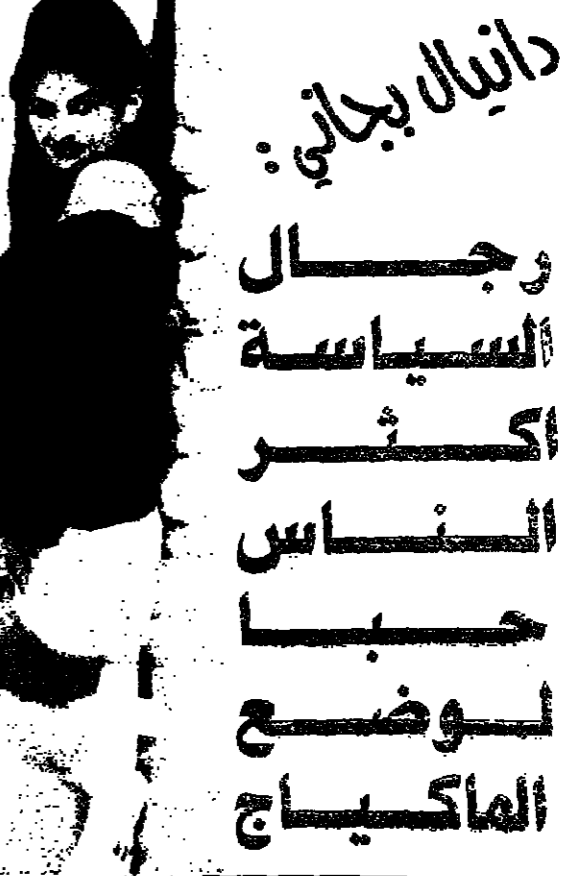 دانيال بجاني:
رجال
السياسة
اكثر
الناس
حبا
لوضع
الماكياج